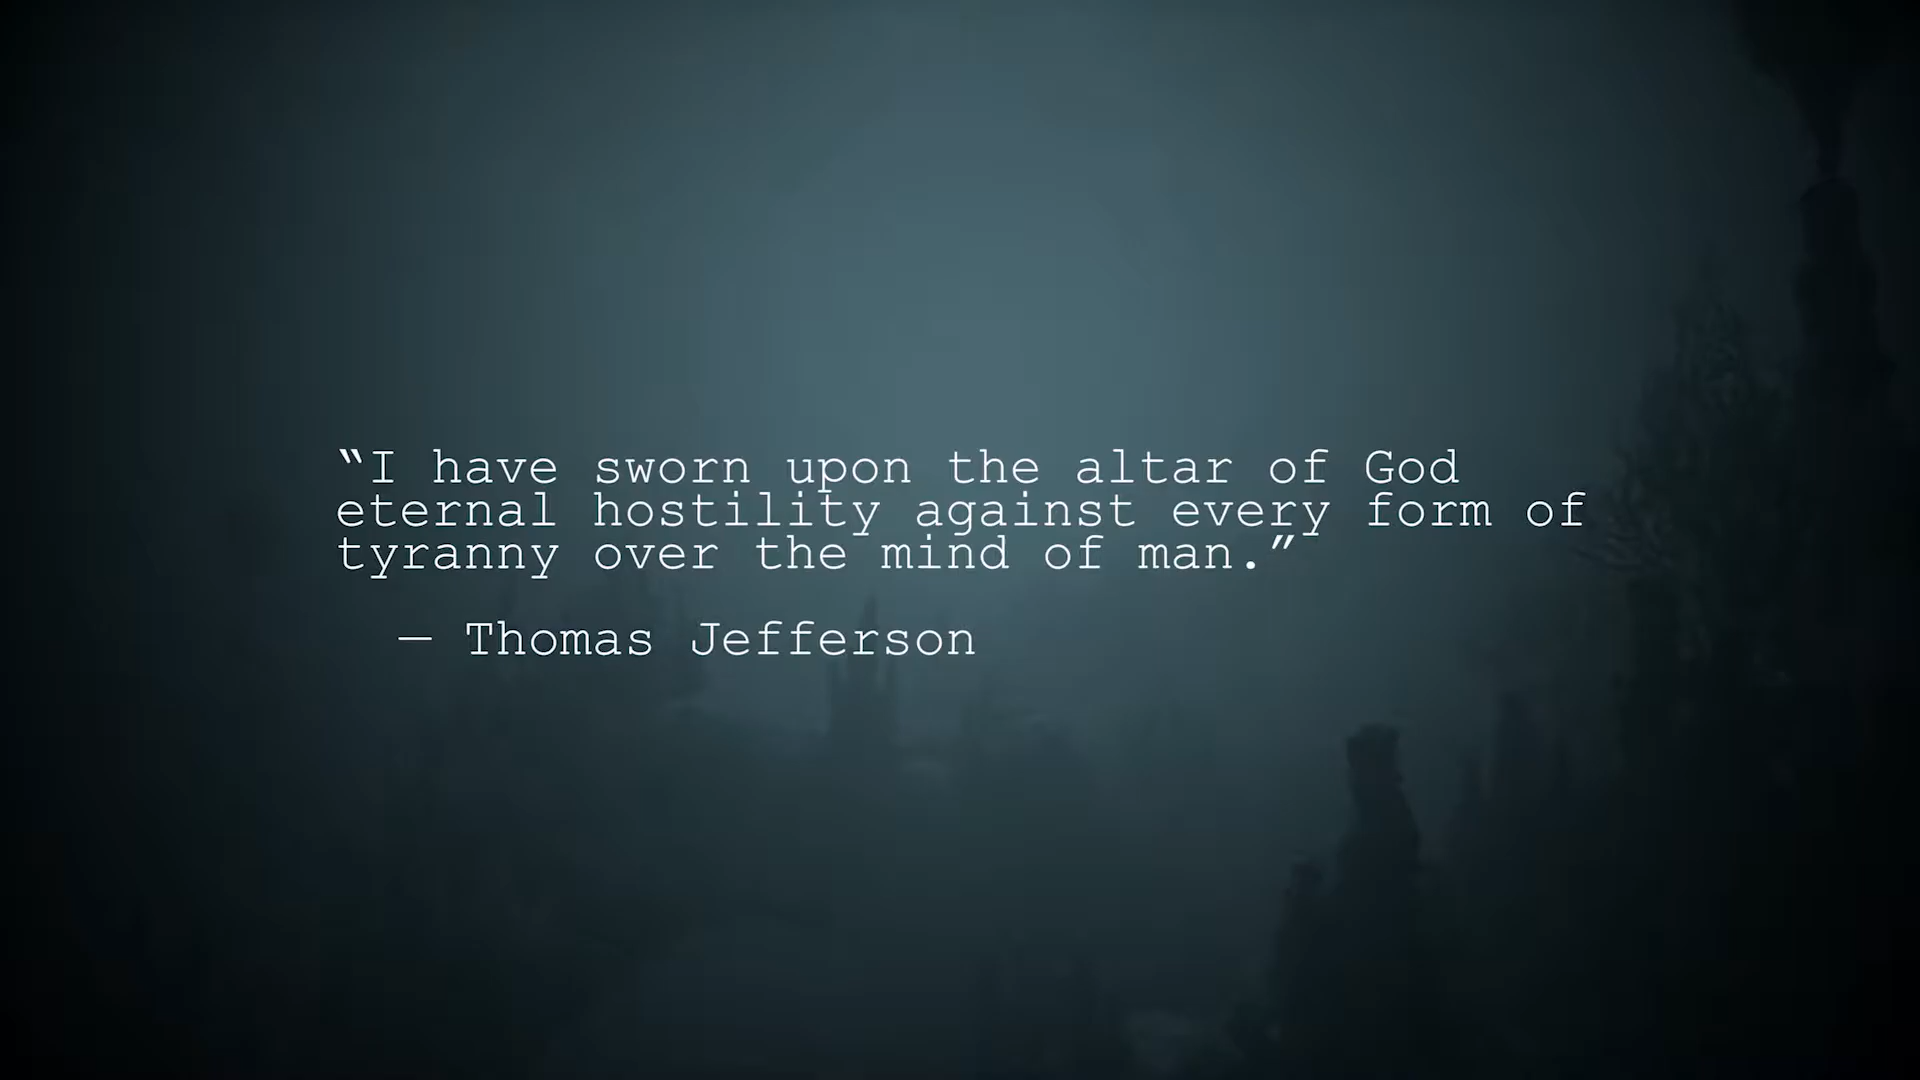 “I have sworn upon the altar of God
eternal hostility against every form of
tyranny over the mind of man.”
— Thomas Jefferson